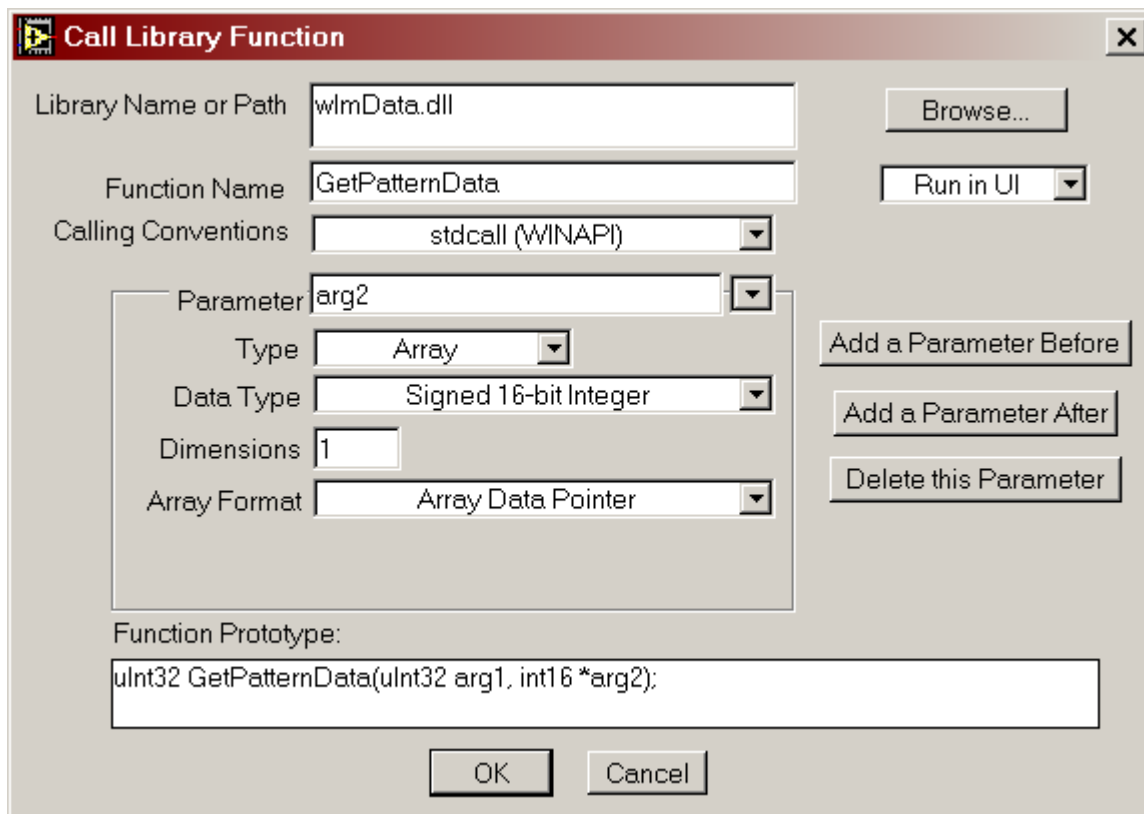 Call Library Function
Library Name or Path wlmData.dll Browse...
Function Name GetPatternData Run in UI
Calling Conventions stdcall (WINAPI)
Parameter arg2
Type Array Add a Parameter Before
Data Type Signed 16-bit Integer
Add a Parameter After
Dimensions 1
Array Format Array Data Pointer Delete this Parameter
Function Prototype:
uInt32 GetPatternData(uInt32 arg1, int16 *arg2);
OK Cancel